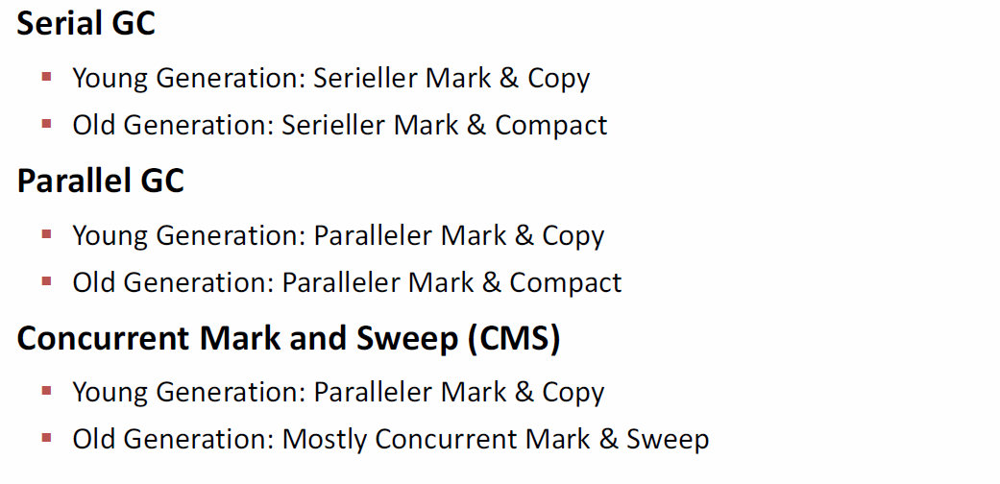 Serial GC
Young Generation: Serieller Mark & Copy
Old Generation: Serieller Mark & Compact
Parallel GC
Young Generation: Paralleler Mark & Copy
Old Generation: Paralleler Mark & Compact
Concurrent Mark and Sweep (CMS)
Young Generation: Paralleler Mark & Copy
Old Generation: Mostly Concurrent Mark & Sweep